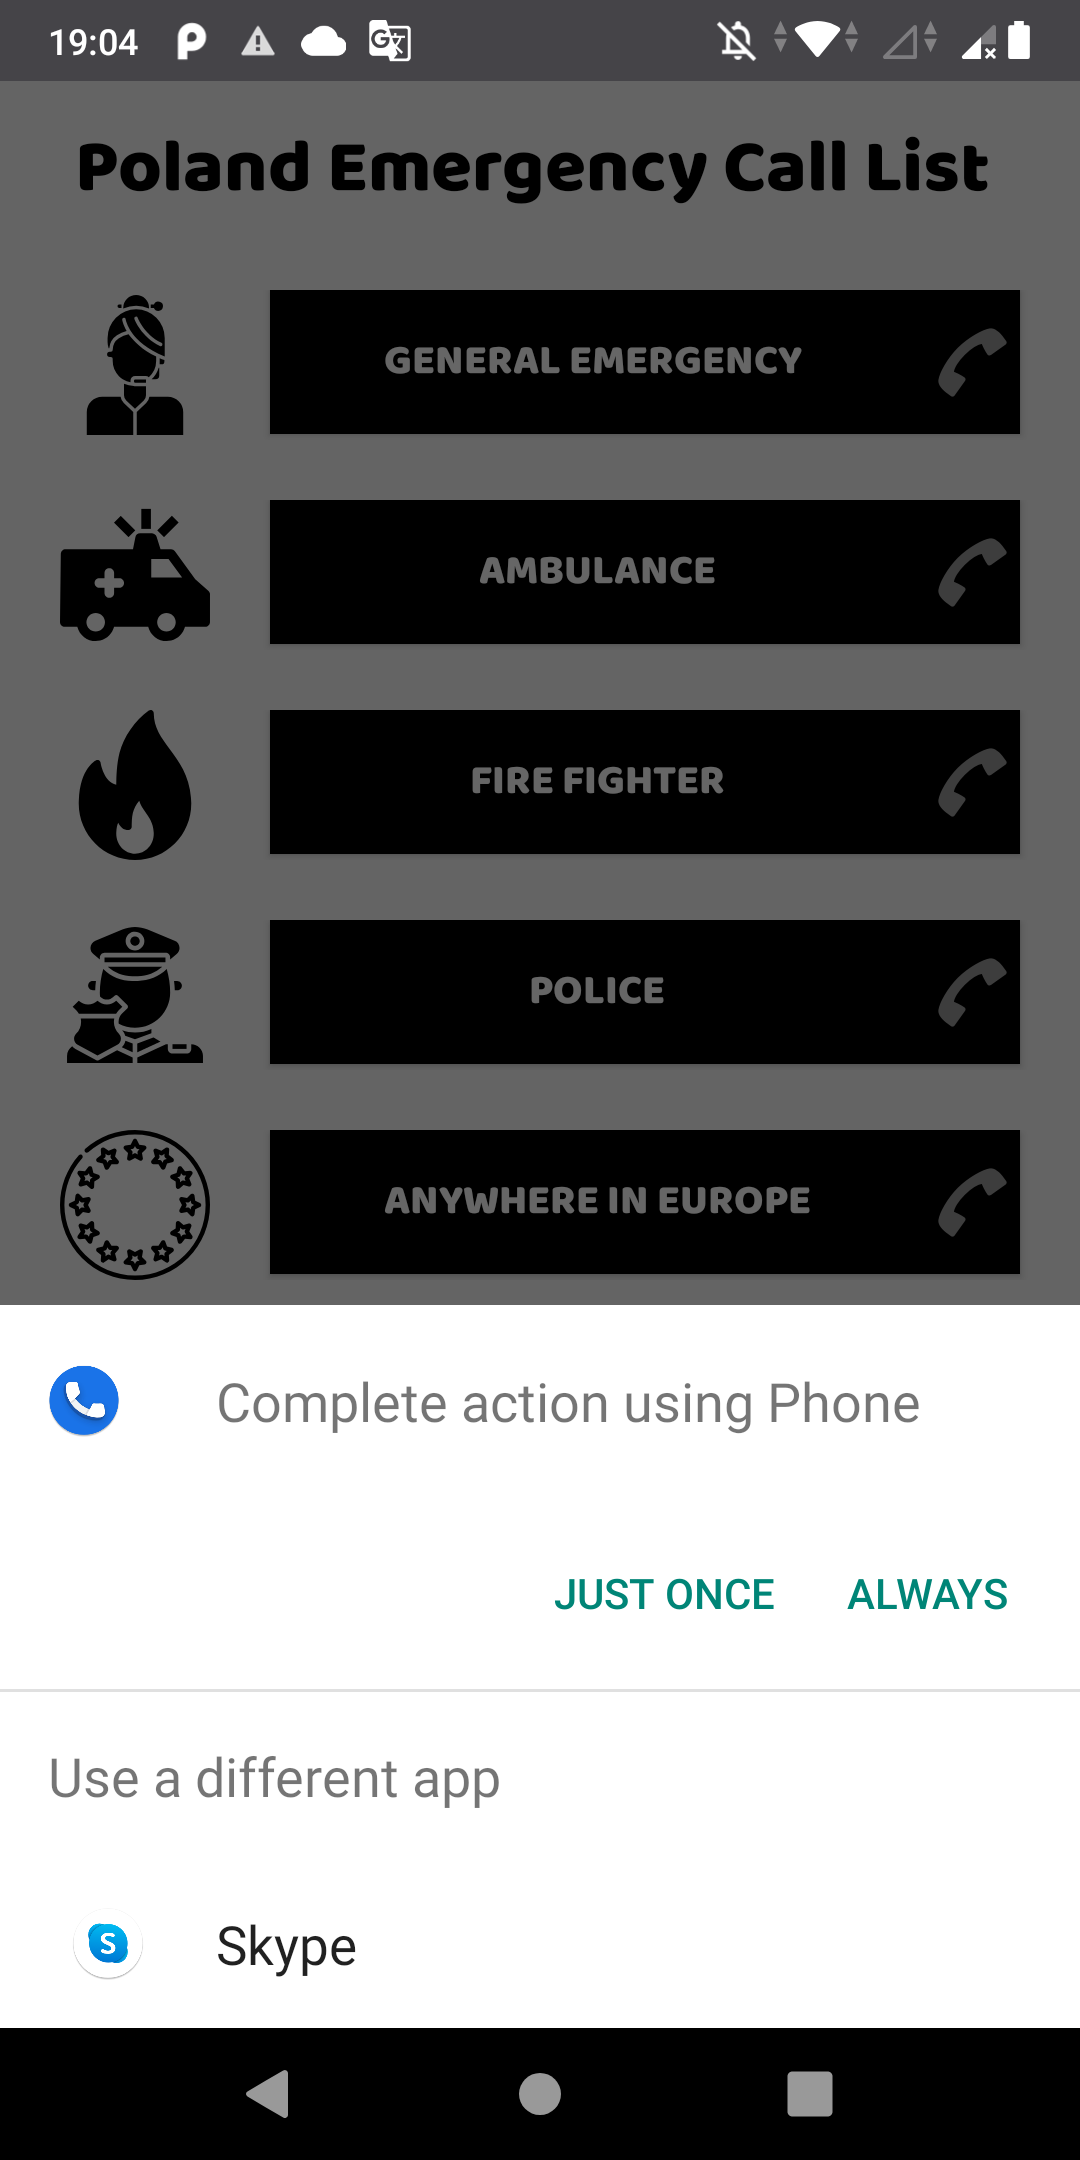 19:04
Poland Emergency Call List
GENERAL EMERGENCY
AMBULANCE
FIRE FIGHTER
POLICE
ANYWHERE IN EUROPE
Complete action using Phone
JUST ONCE ALWAYS
Use a different app
Skype